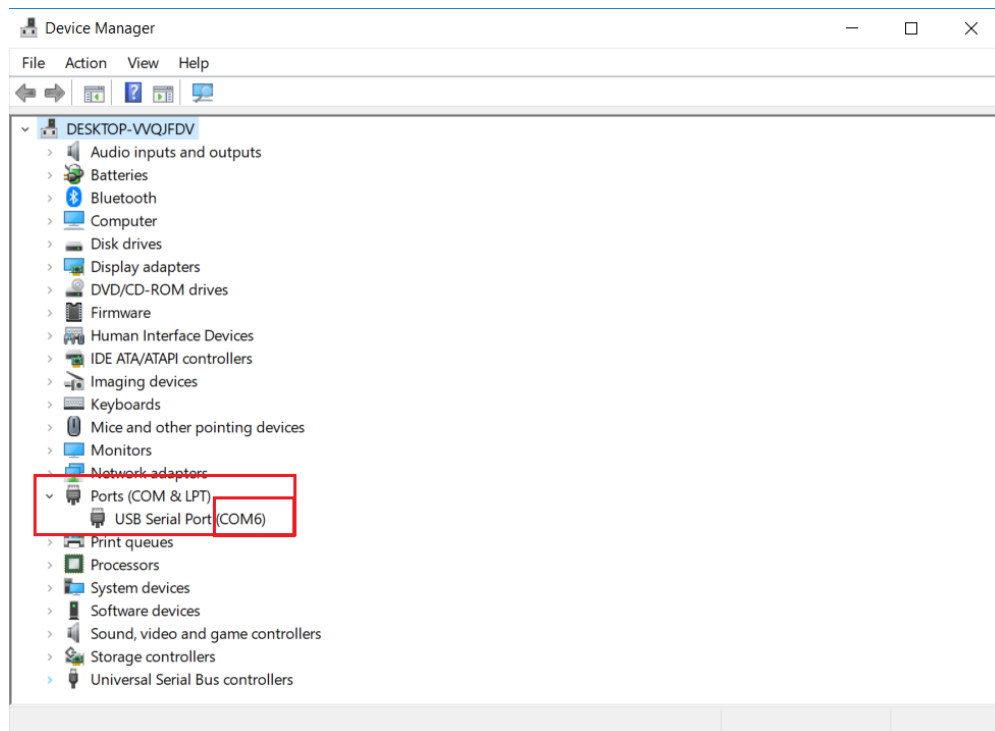 Device Manager
File Action View Help
DESKTOP-VVQJFDV
Audio inputs and outputs
Batteries
Bluetooth
Computer
Disk drives
Display adapters
DVD/CD-ROM drives
Firmware
Human Interface Devices
IDE ATA/ATAPI controllers
Imaging devices
Keyboards
Mice and other pointing devices
Monitors
Network adapters
Ports (COM & LPT)
USB Serial Port (COM6)
Print queues
Processors
System devices
Software devices
Sound, video and game controllers
Storage controllers
Universal Serial Bus controllers